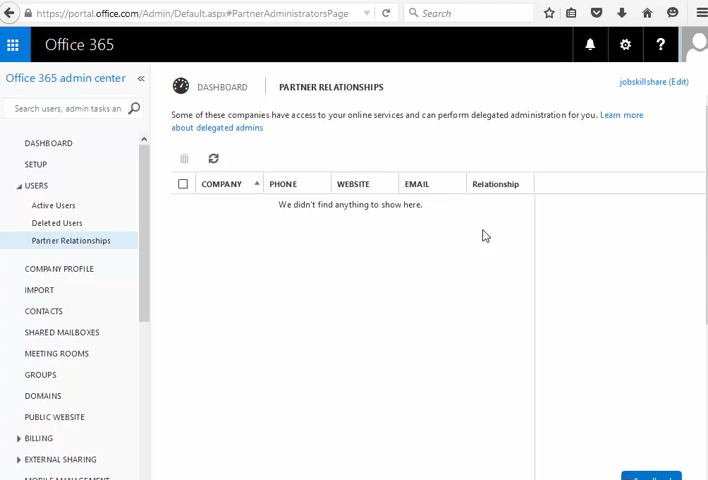 https://portal.office.com/Admin/Default.aspx#PartnerAdministratorsPage
Search
Office 365
?
Office 365 admin center «
Search users, admin tasks an
DASHBOARD
SETUP
USERS
Active Users
Deleted Users
Partner Relationships
COMPANY PROFILE
IMPORT
CONTACTS
SHARED MAILBOXES
MEETING ROOMS
GROUPS
DOMAINS
PUBLIC WEBSITE
BILLING
EXTERNAL SHARING
DASHBOARD PARTNER RELATIONSHIPS
jobskillshare (Edit)
Some of these companies have access to your online services and can perform delegated administration for you. Learn more
about delegated admins
COMPANY PHONE WEBSITE EMAIL Relationship
We didn't find anything to show here.